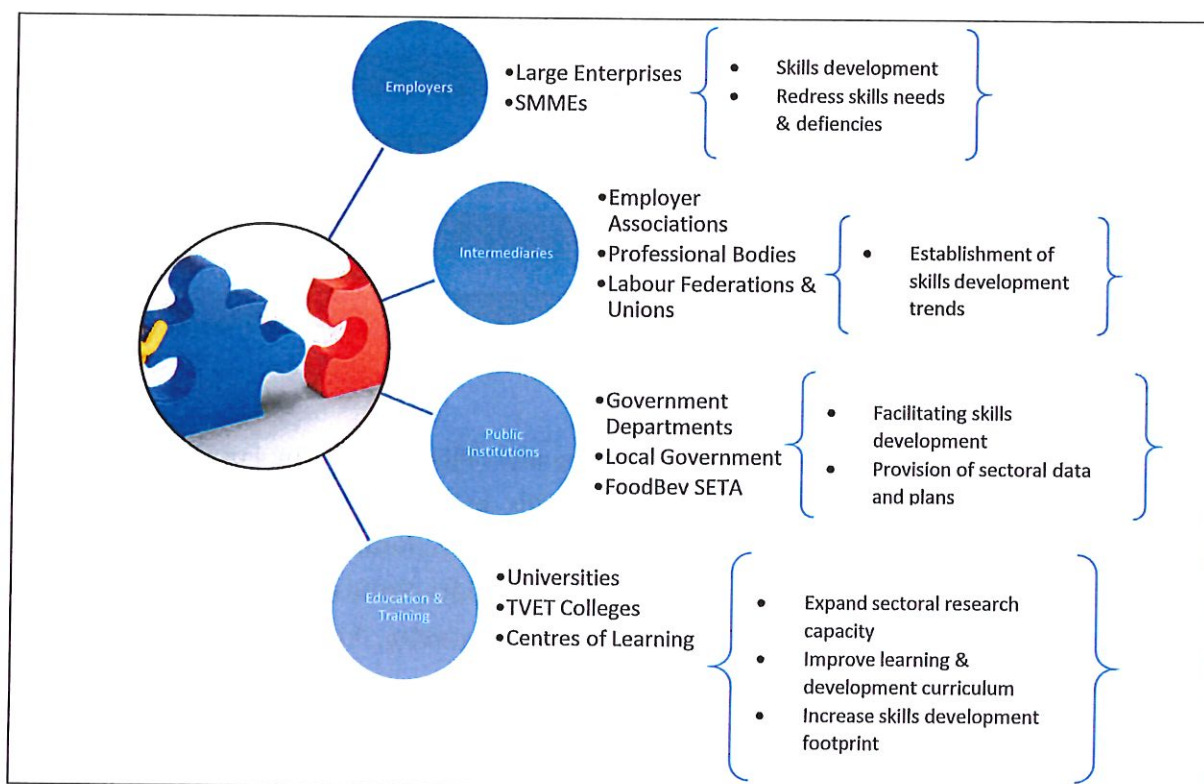 Employers
•Large Enterprises
•SMMEs
• Skills development
• Redress skills needs
& defiencies
Intermediaries
•Employer
Associations
•Professional Bodies
•Labour Federations &
Unions
• Establishment of
skills development
trends
Public
Institutions
•Government
Departments
•Local Government
•FoodBev SETA
• Facilitating skills
development
• Provision of sectoral data
and plans
Education &
Training
•Universities
•TVET Colleges
•Centres of Learning
• Expand sectoral research
capacity
• Improve learning &
development curriculum
• Increase skills development
footprint